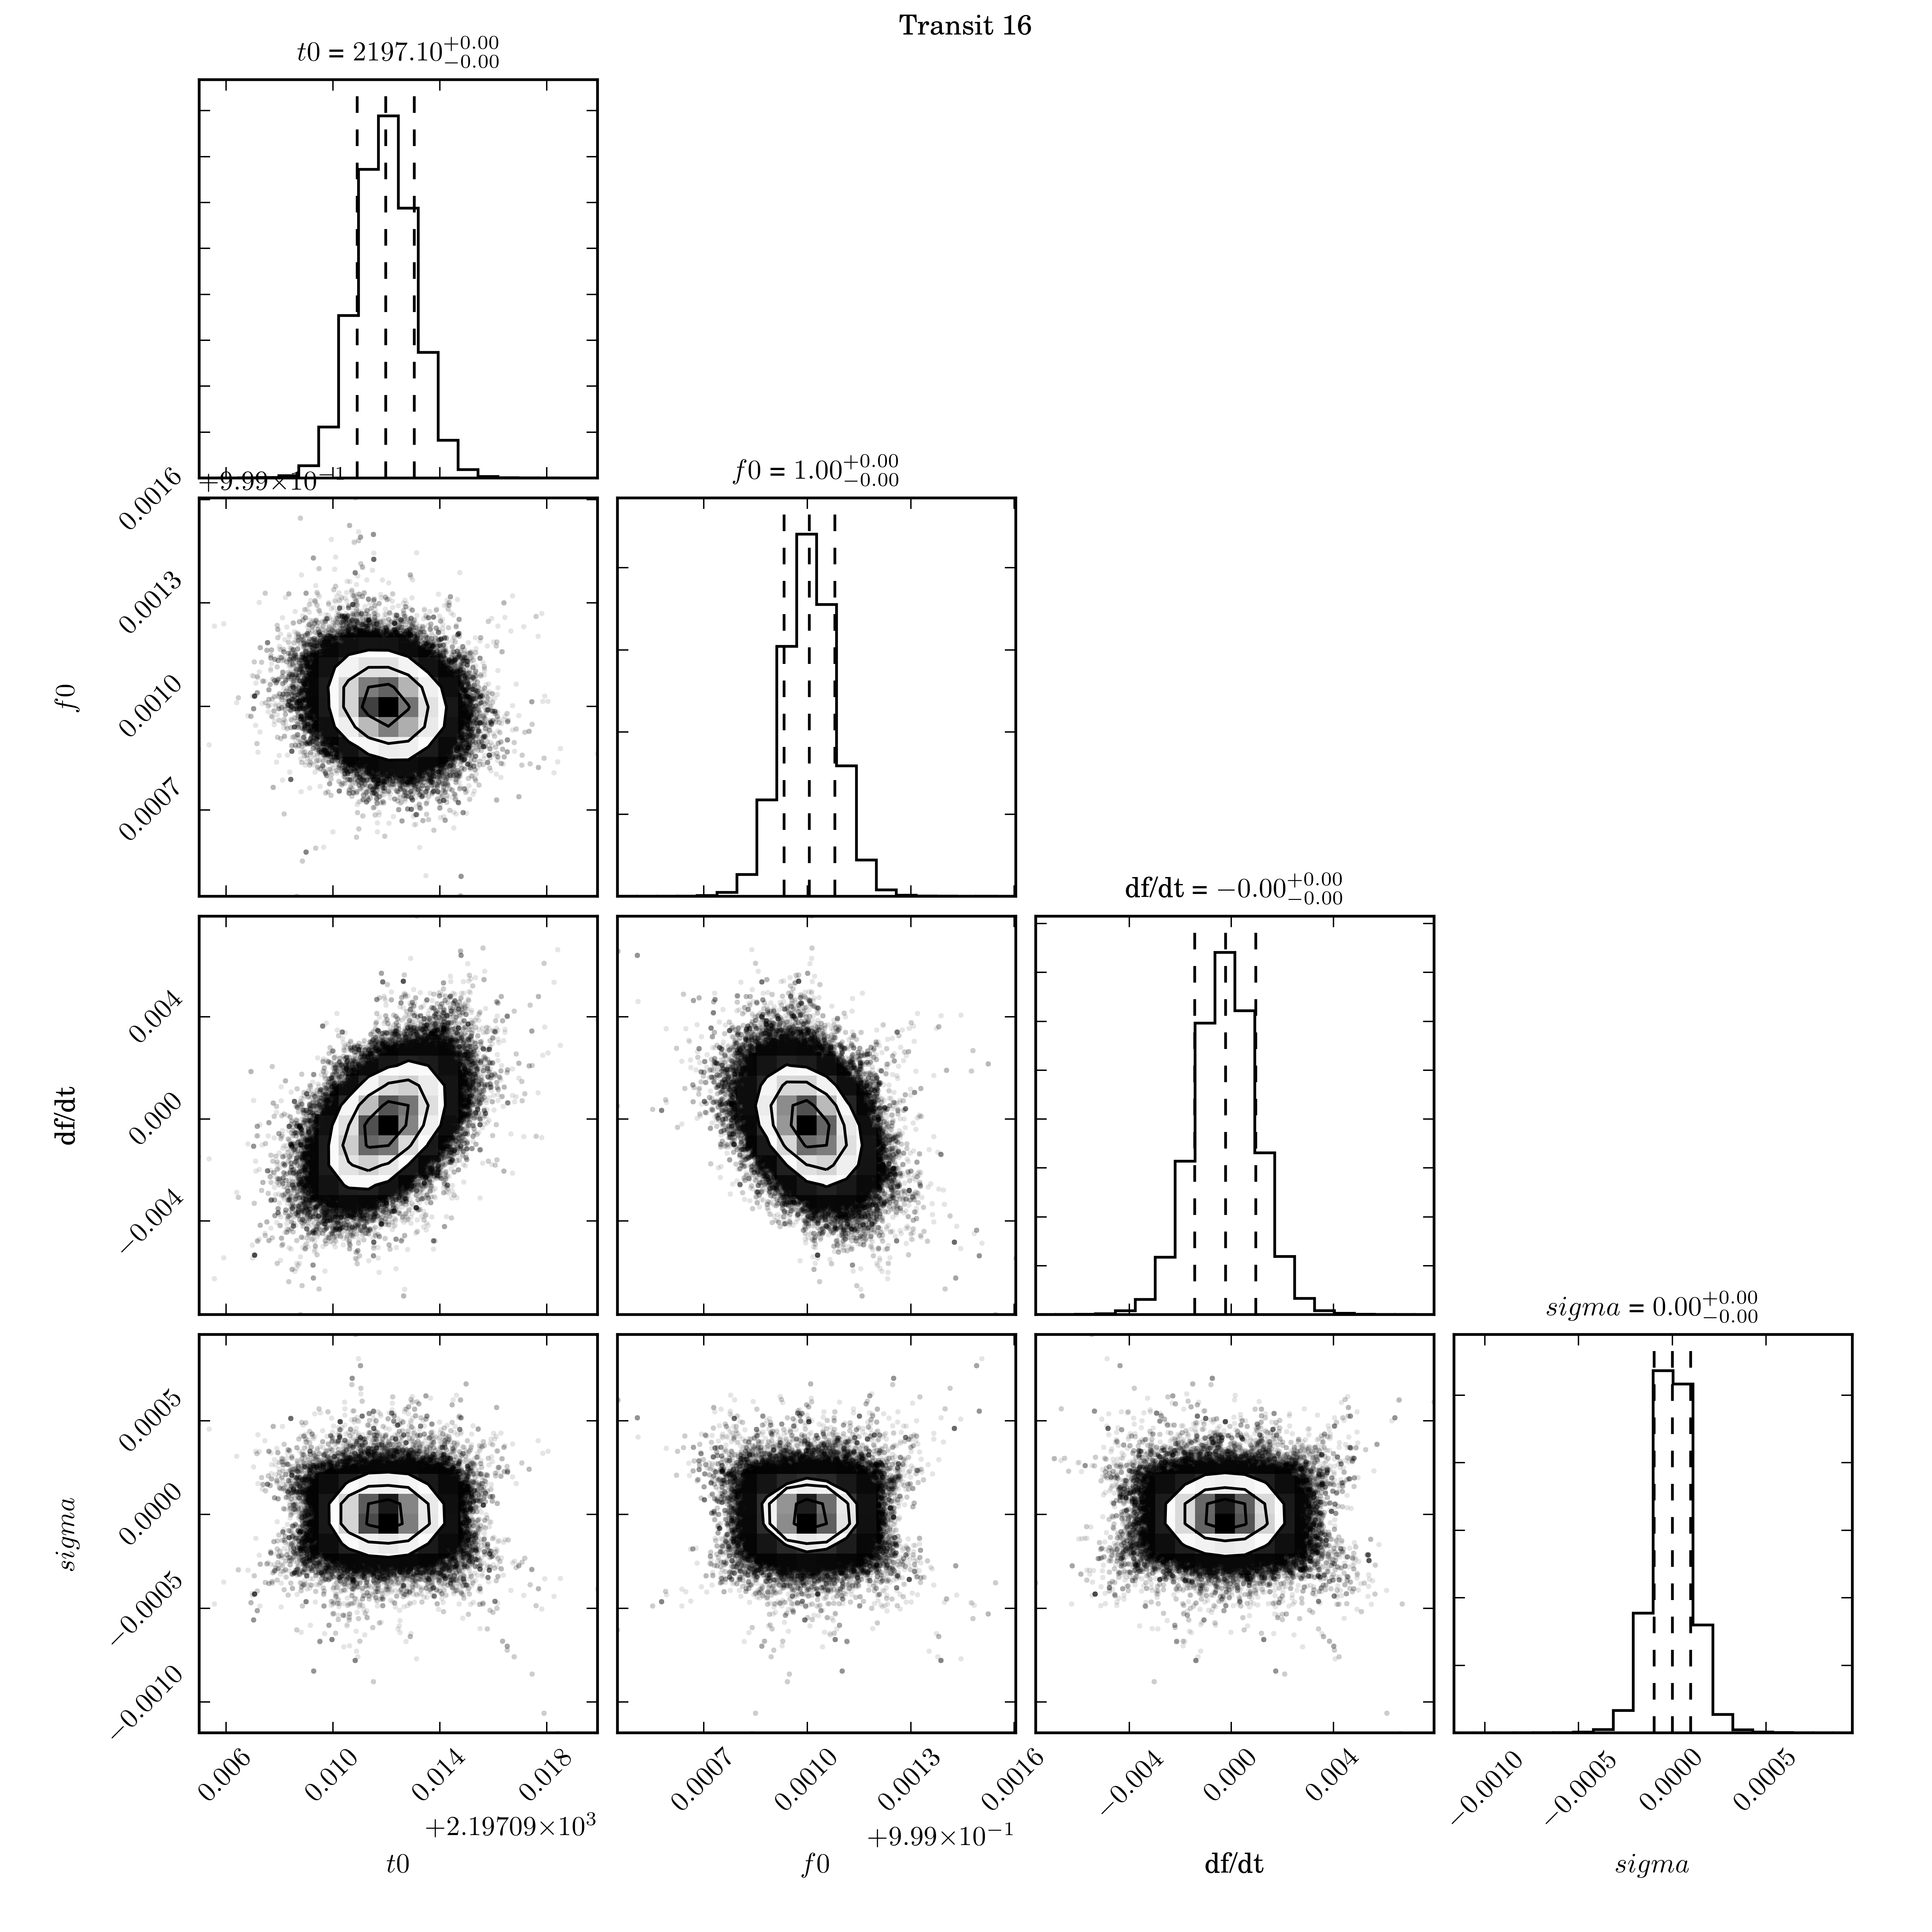 Transit 16
t0 = 2197.10+0.00−0.00
0.0016
+9.99×10−1
f0 = 1.00+0.00−0.00
0.0013
0.0010
0.0007
f0
df/dt = −0.00+0.00−0.00
0.004
0.000
−0.004
df/dt
sigma = 0.00+0.00−0.00
0.0005
0.0000
−0.0005
−0.0010
sigma
0.006 0.010 0.014 0.018 0.0007 0.0010 0.0013 0.0016 −0.004 0.000 0.004 −0.0010 −0.0005 0.0000 0.0005
+2.19709×103 +9.99×10−1
t0 f0 df/dt sigma